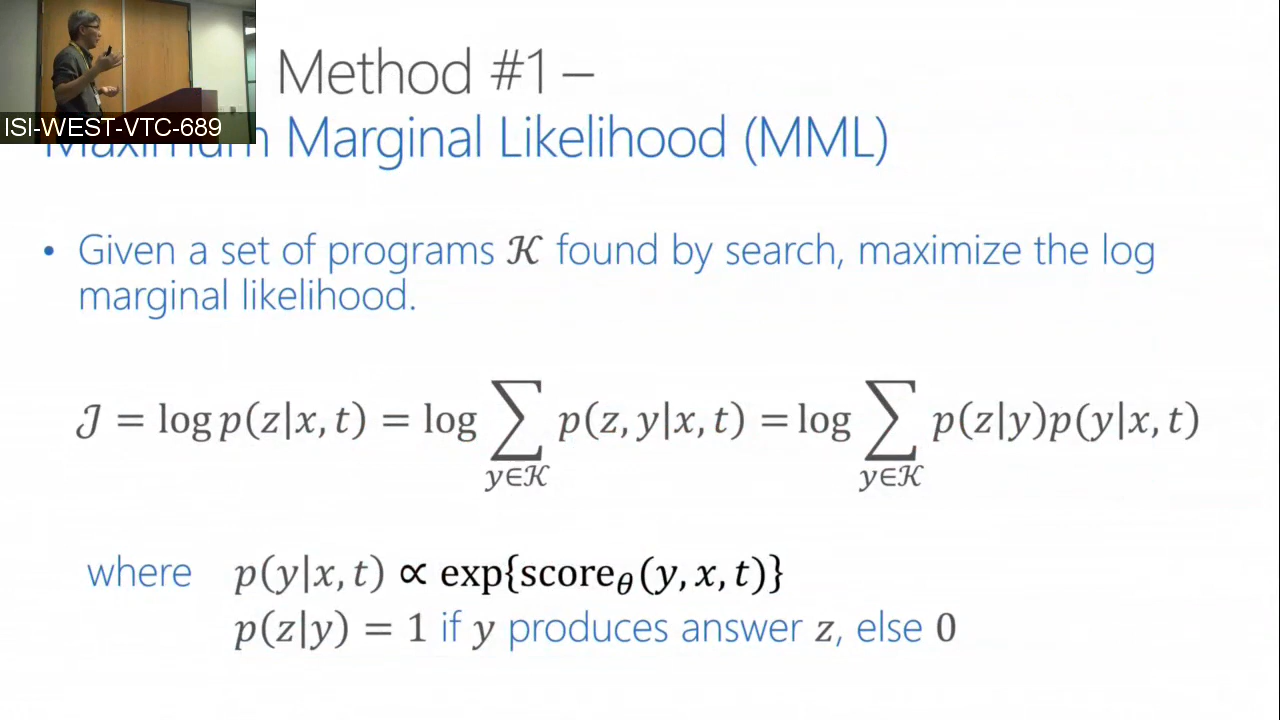 Method #1 –
ISI-WEST-VTC-689
Marginal Likelihood (MML)
• Given a set of programs 𝒦 found by search, maximize the log
marginal likelihood.
𝒥 = log p(z|x, t) = log ∑_{y∈𝒦} p(z, y|x, t) = log ∑_{y∈𝒦} p(z|y)p(y|x, t)
where p(y|x, t) ∝ exp{score_θ(y, x, t)}
p(z|y) = 1 if y produces answer z, else 0